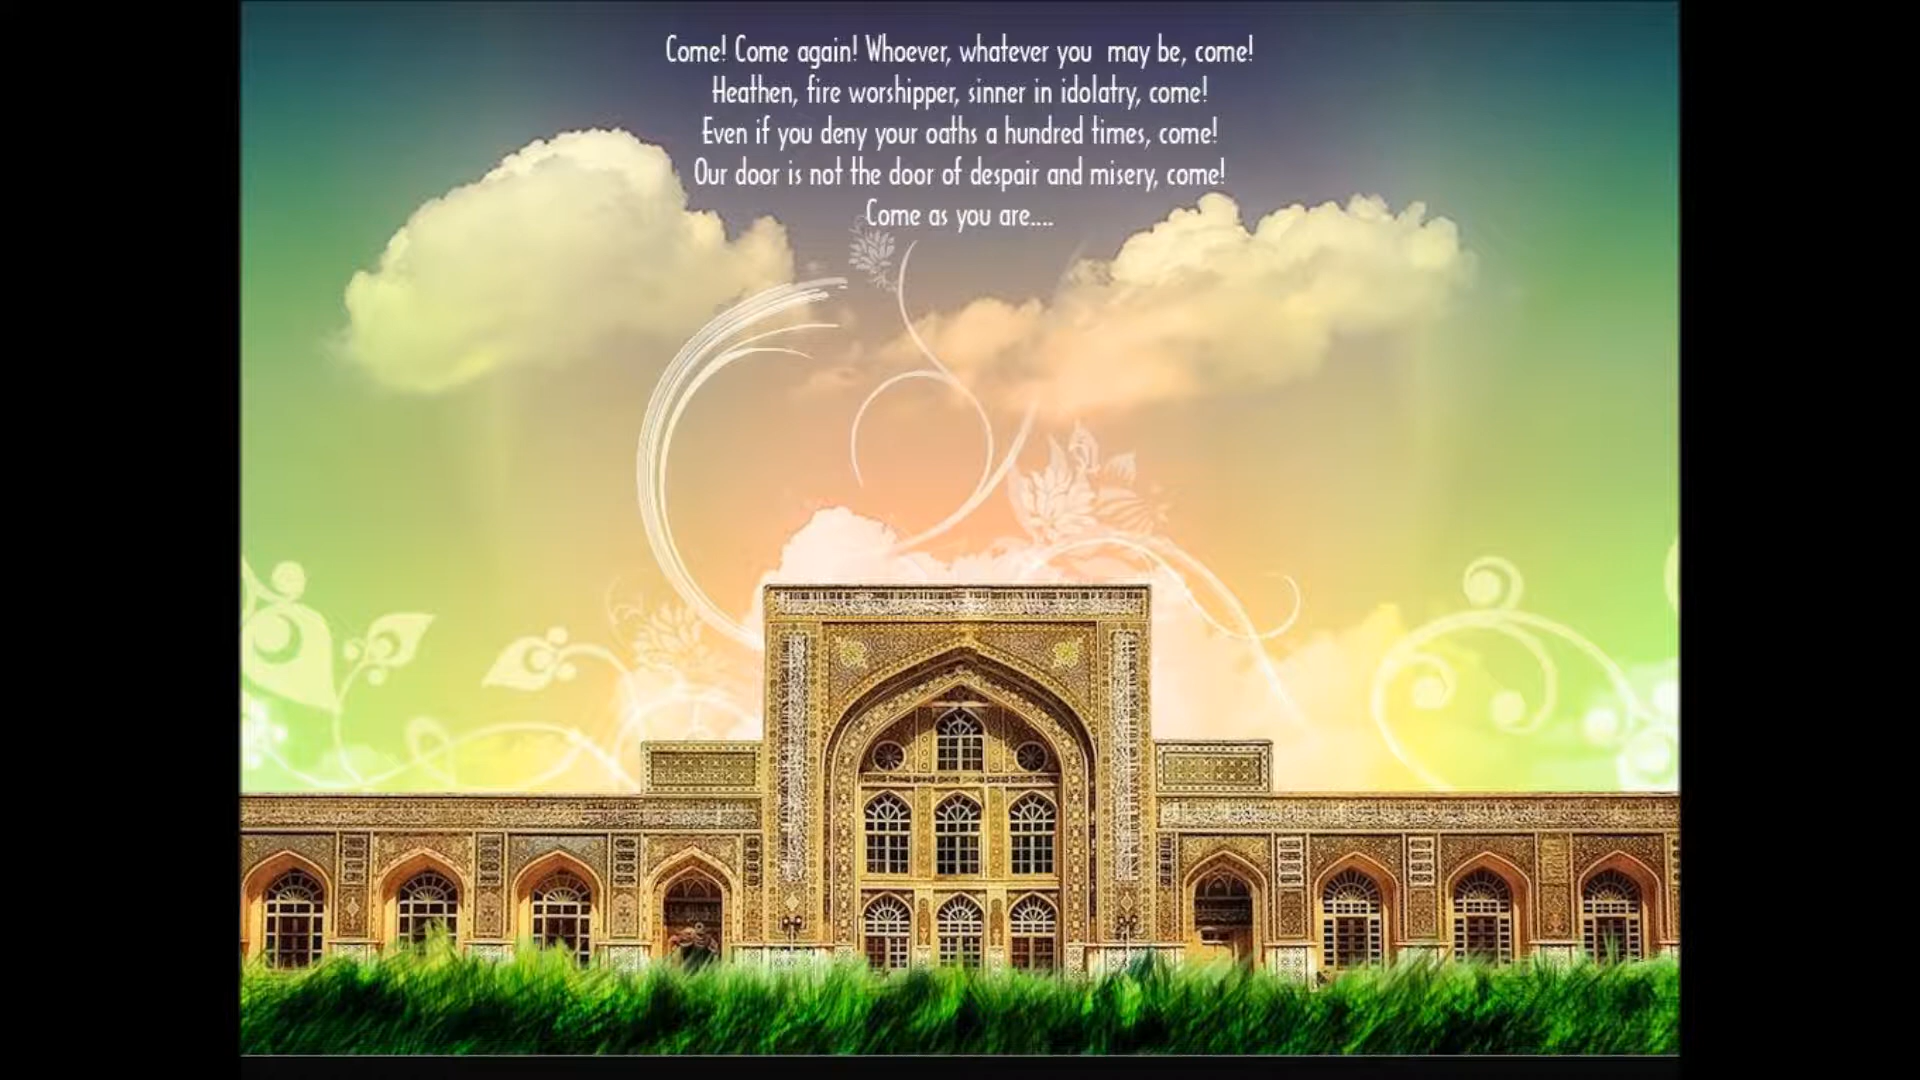 Come! Come again! Whoever, whatever you may be, come!
Heathen, fire worshipper, sinner in idolatry, come!
Even if you deny your oaths a hundred times, come!
Our door is not the door of despair and misery, come!
Come as you are....